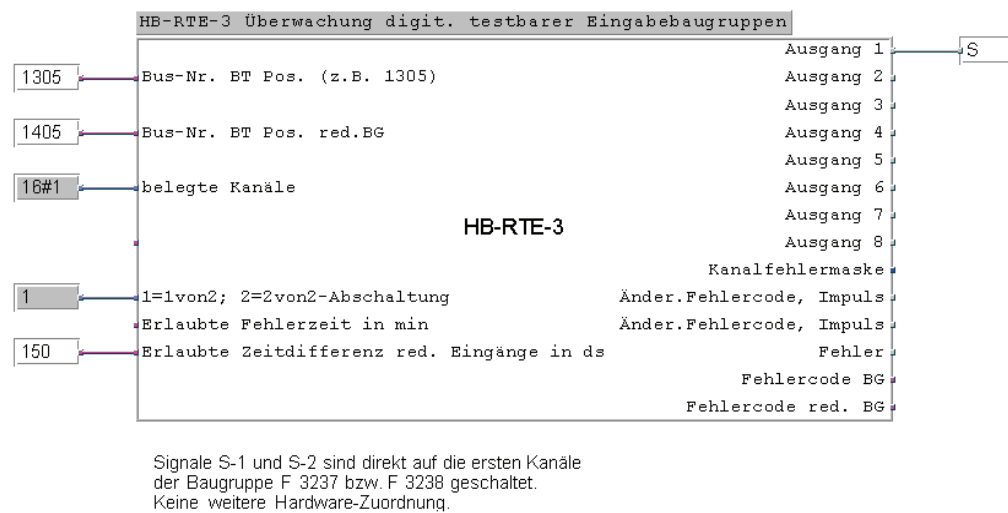 HB-RTE-3 Überwachung digit. testbarer Eingabebaugruppen
Ausgang 1
S
1305
Bus-Nr. BT Pos. (z.B. 1305)
Ausgang 2
Ausgang 3
1405
Bus-Nr. BT Pos. red.BG
Ausgang 4
Ausgang 5
16#1
belegte Kanäle
Ausgang 6
HB-RTE-3
Ausgang 7
Ausgang 8
Kanalfehlermaske
1
1=1von2; 2=2von2-Abschaltung
Änder.Fehlercode, Impuls
Erlaubte Fehlerzeit in min
Änder.Fehlercode, Impuls
150
Erlaubte Zeitdifferenz red. Eingänge in ds
Fehler
Fehlercode BG
Fehlercode red. BG
Signale S-1 und S-2 sind direkt auf die ersten Kanäle
der Baugruppe F 3237 bzw. F 3238 geschaltet.
Keine weitere Hardware-Zuordnung.